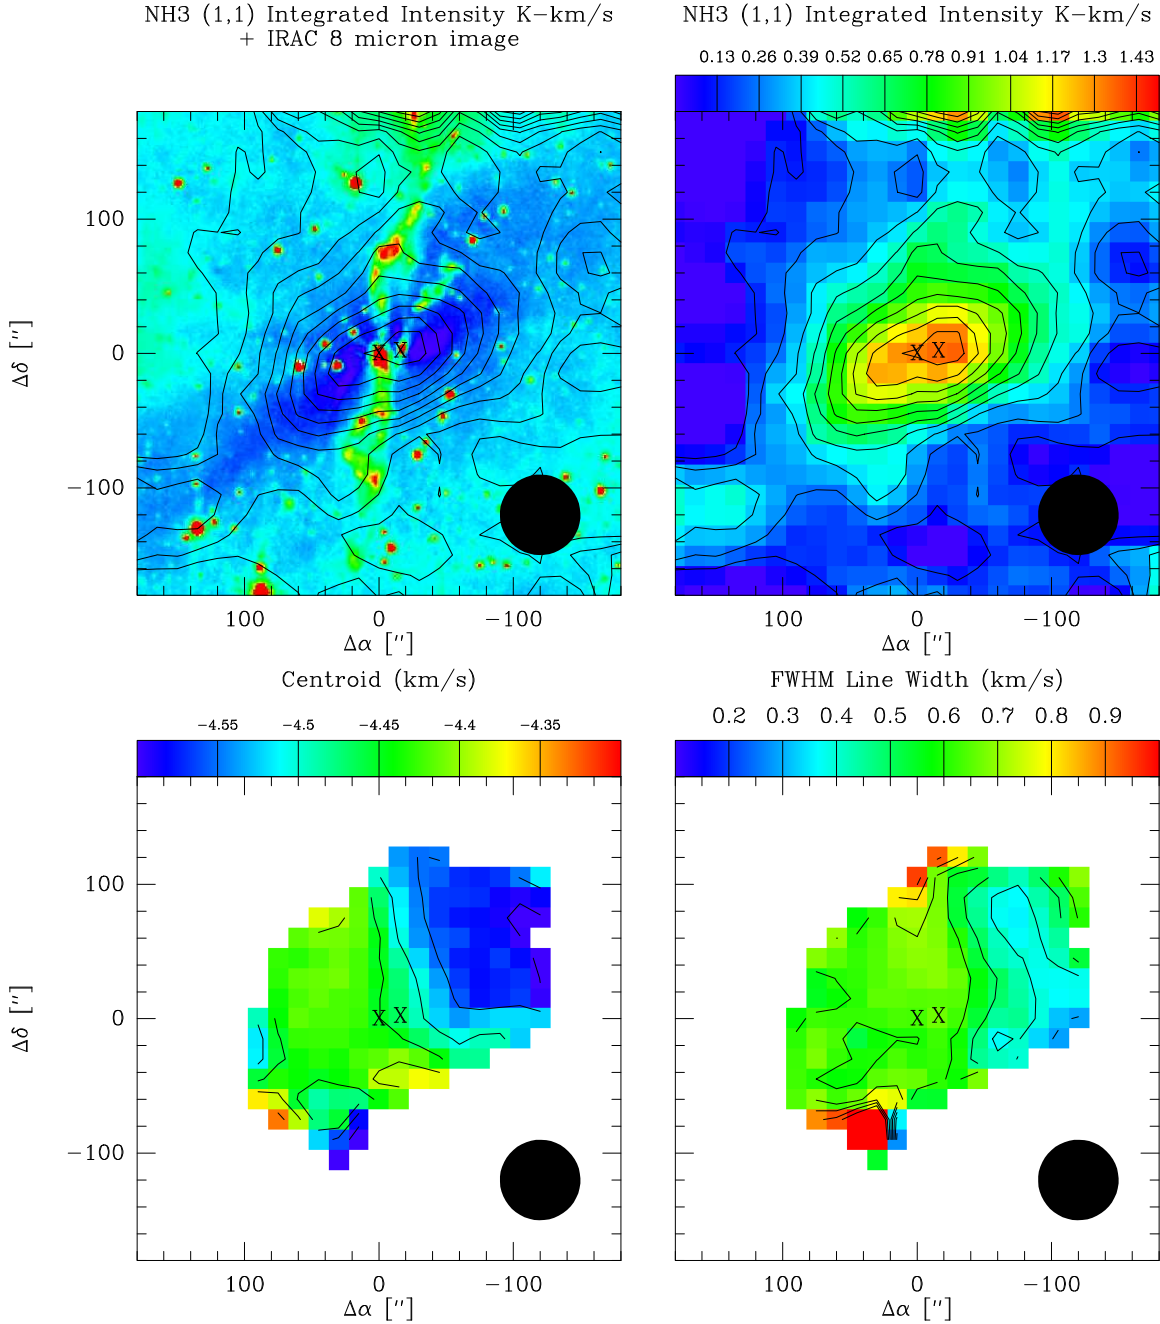 NH3 (1,1) Integrated Intensity K−km/s
+ IRAC 8 micron image
NH3 (1,1) Integrated Intensity K−km/s
0.13 0.26 0.39 0.52 0.65 0.78 0.91 1.04 1.17 1.3 1.43
100
0
−100
Δδ ["]
X X
X X
100 0 −100
Δα ["]
100 0 −100
Δα ["]
Centroid (km/s)
−4.55 −4.5 −4.45 −4.4 −4.35
FWHM Line Width (km/s)
0.2 0.3 0.4 0.5 0.6 0.7 0.8 0.9
100
0
−100
Δδ ["]
X X
X X
100 0 −100
Δα ["]
100 0 −100
Δα ["]